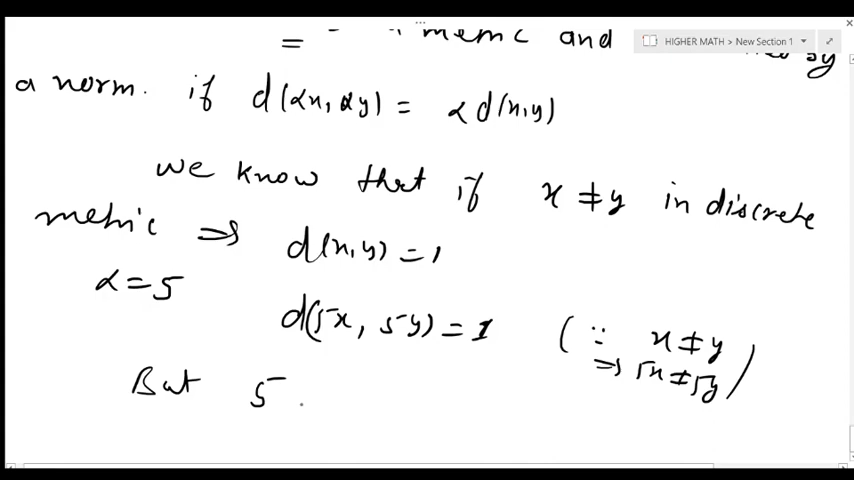 HIGHER MATH > New Section 1
= a metric and by
a norm. if d(αx, αy) = α d(x,y)
we know that if x ≠ y in discrete
metric ⇒ d(x,y) = 1
α = 5
d(5x, 5y) = 1 ( ∵ x ≠ y
⇒ 5x ≠ 5y )
But 5